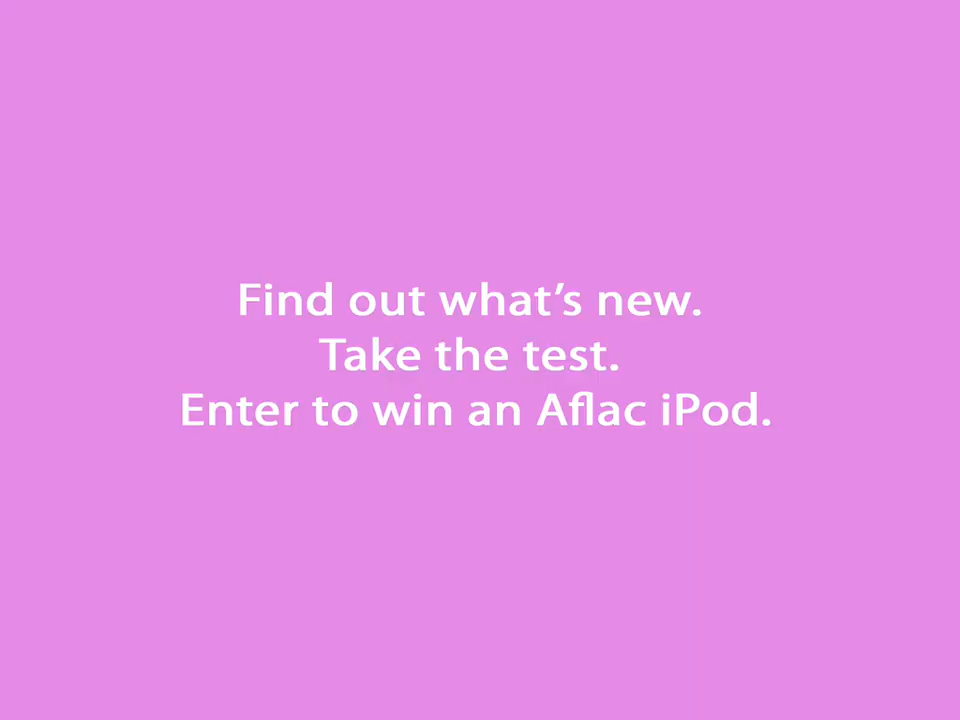 Find out what’s new.
Take the test.
Enter to win an Aflac iPod.